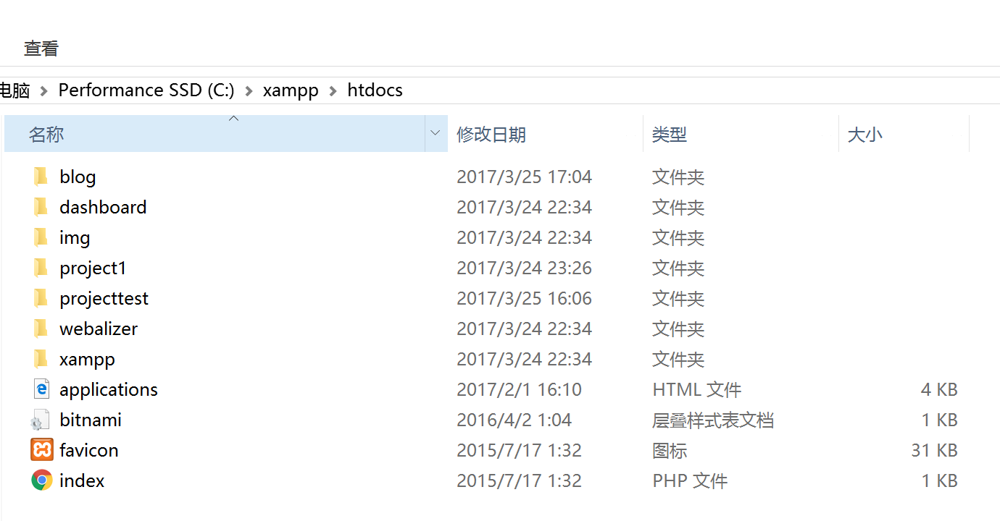 查看
电脑 Performance SSD (C:) xampp htdocs
名称 修改日期 类型 大小
blog 2017/3/25 17:04 文件夹
dashboard 2017/3/24 22:34 文件夹
img 2017/3/24 22:34 文件夹
project1 2017/3/24 23:26 文件夹
projecttest 2017/3/25 16:06 文件夹
webalizer 2017/3/24 22:34 文件夹
xampp 2017/3/24 22:34 文件夹
applications 2017/2/1 16:10 HTML 文件 4 KB
bitnami 2016/4/2 1:04 层叠样式表文档 1 KB
favicon 2015/7/17 1:32 图标 31 KB
index 2015/7/17 1:32 PHP 文件 1 KB